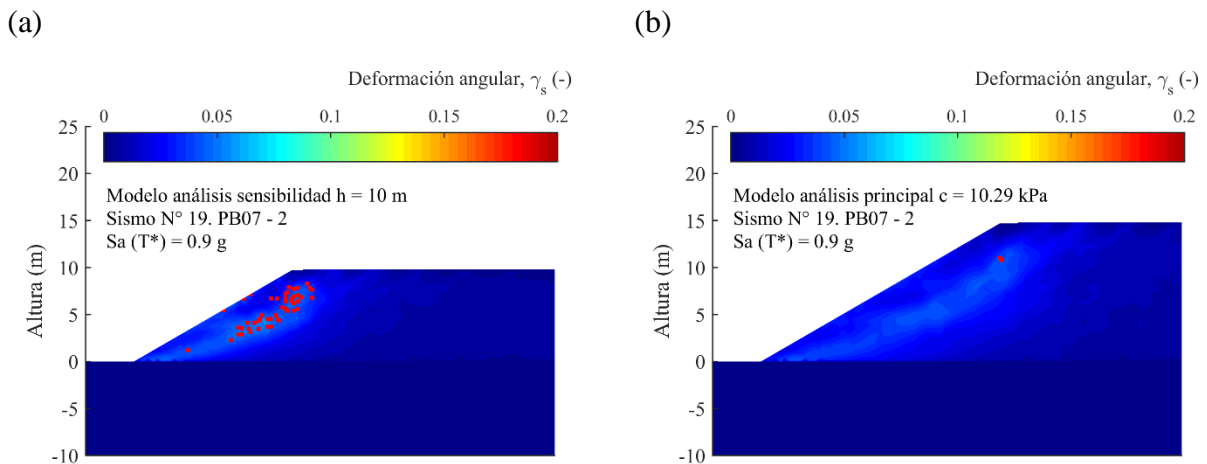 (a)
Deformación angular, γs (-)
0 0.05 0.1 0.15 0.2
25
20
15
10
5
0
-5
-10
Altura (m)
Modelo análisis sensibilidad h = 10 m
Sismo N° 19. PB07 - 2
Sa (T*) = 0.9 g
(b)
Deformación angular, γs (-)
0 0.05 0.1 0.15 0.2
25
20
15
10
5
0
-5
-10
Altura (m)
Modelo análisis principal c = 10.29 kPa
Sismo N° 19. PB07 - 2
Sa (T*) = 0.9 g